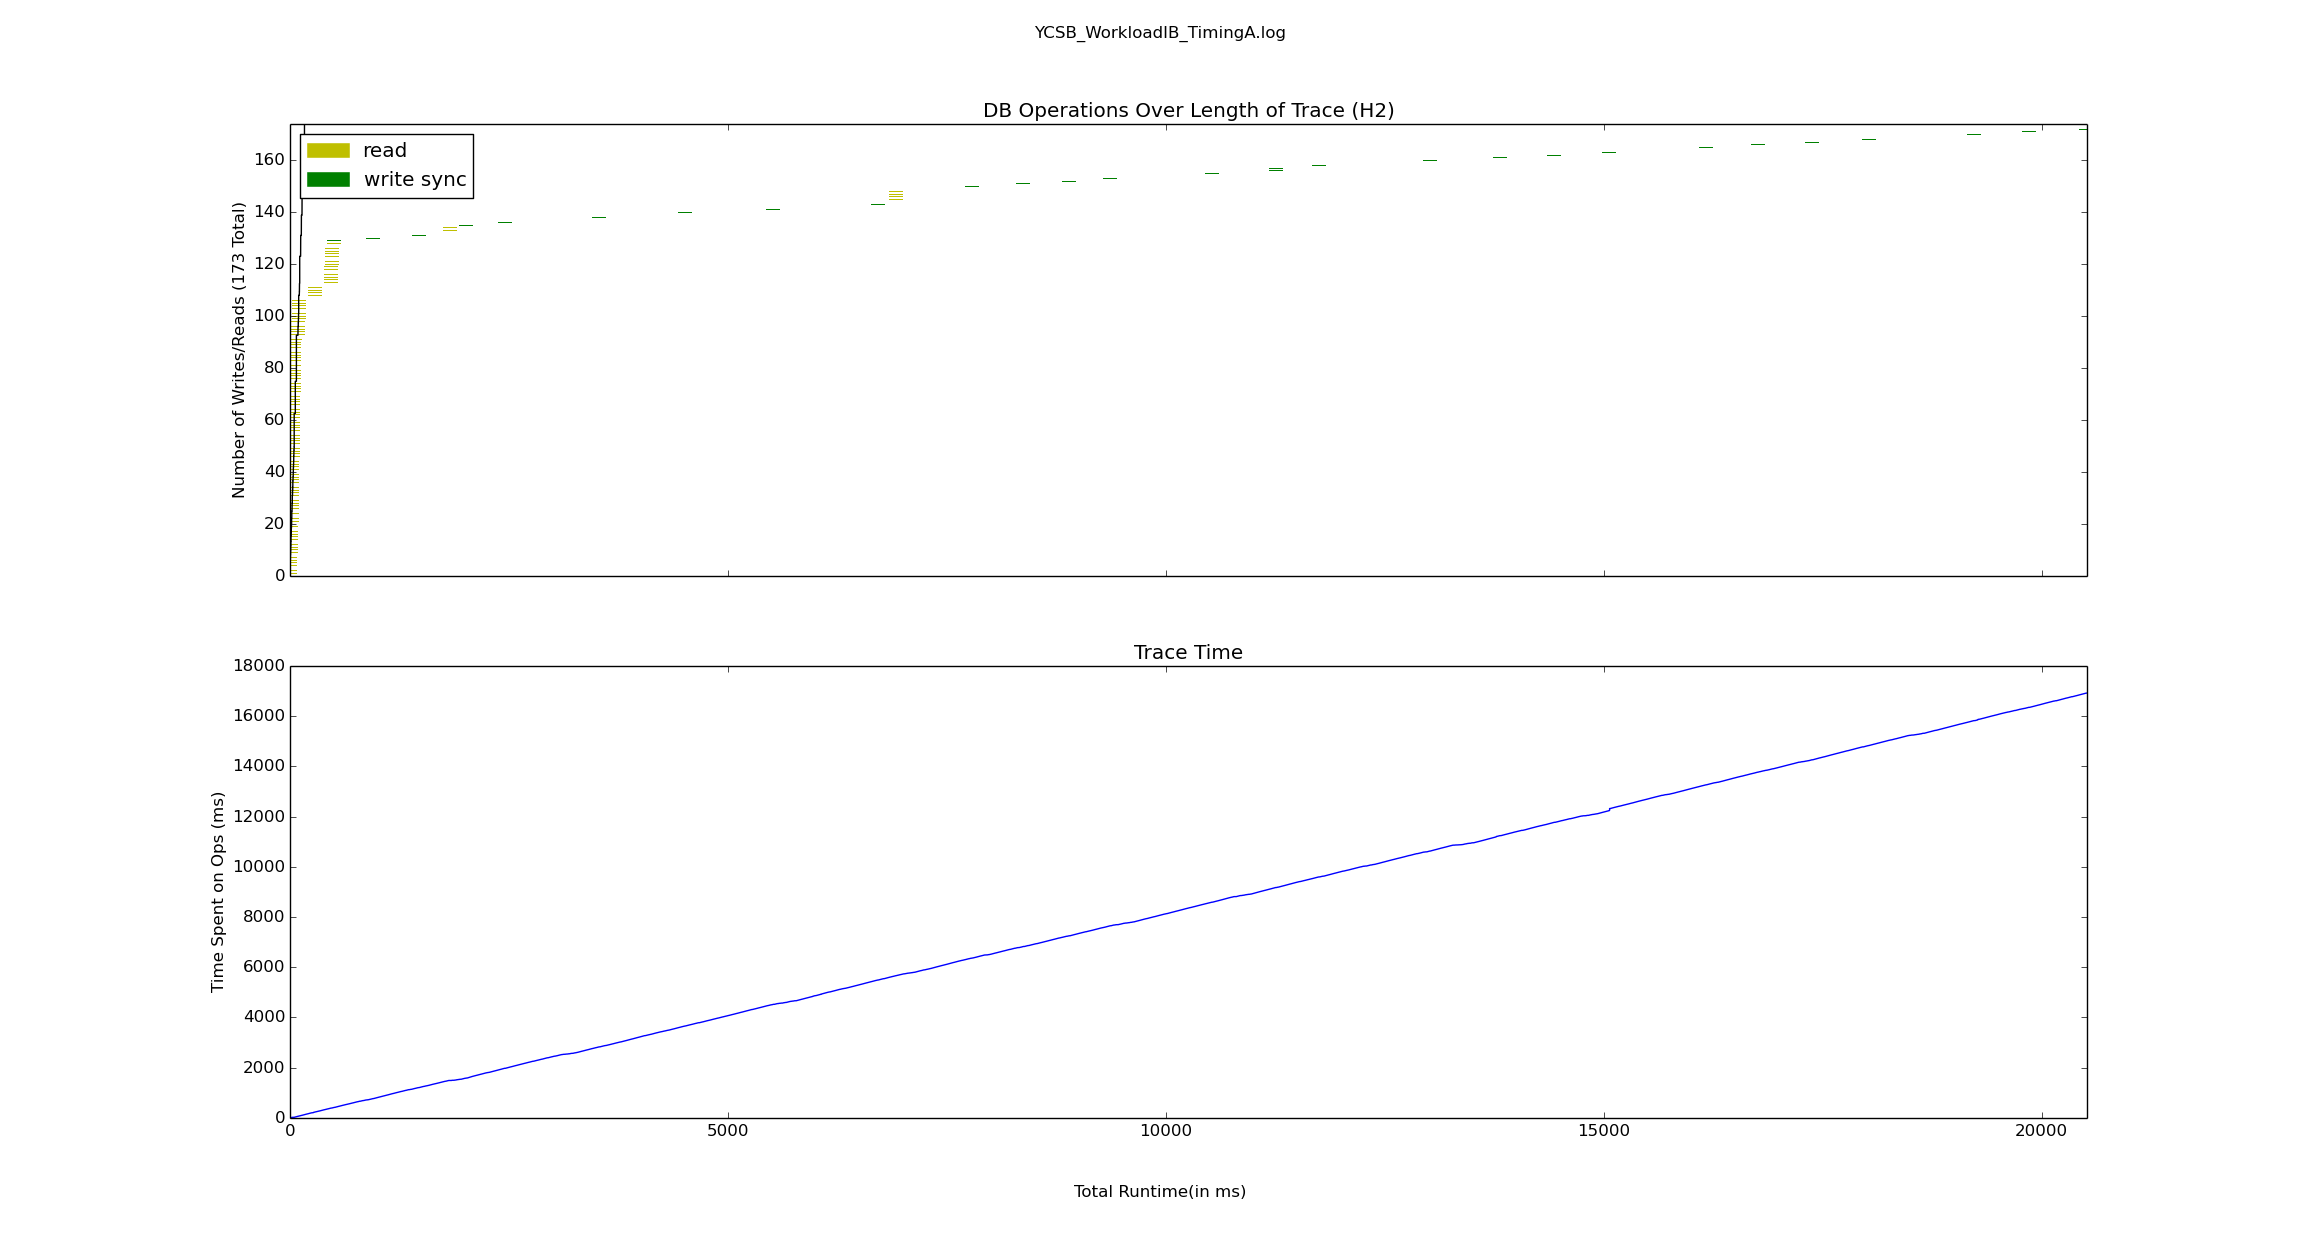 YCSB_WorkloadIB_TimingA.log
DB Operations Over Length of Trace (H2)
read
write sync
160
140
120
100
80
60
40
20
0
Number of Writes/Reads (173 Total)
Trace Time
18000
16000
14000
12000
10000
8000
6000
4000
2000
0
Time Spent on Ops (ms)
0 5000 10000 15000 20000
Total Runtime(in ms)